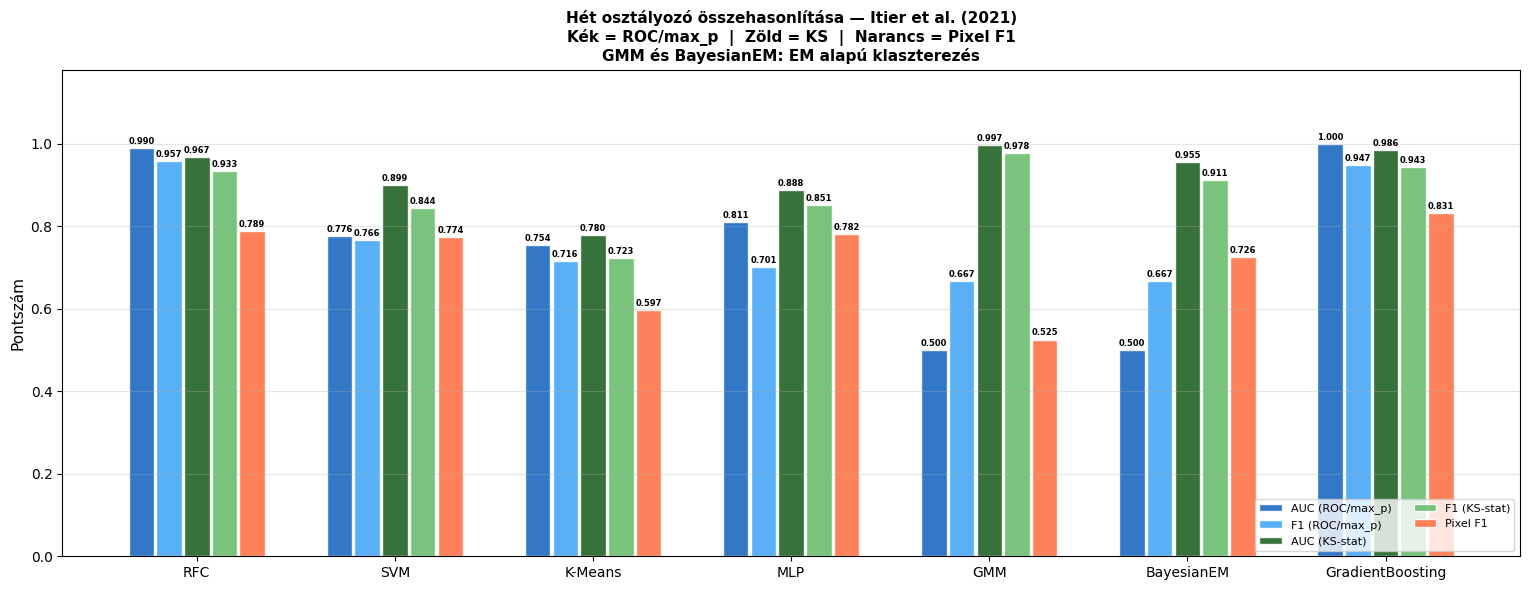 Hét osztályozó összehasonlítása — Itier et al. (2021)
Kék = ROC/max_p | Zöld = KS | Narancs = Pixel F1
GMM és BayesianEM: EM alapú klaszterezés
Pontszám
1.0
0.8
0.6
0.4
0.2
0.0
0.990
0.957
0.967
0.933
0.789
0.776
0.766
0.899
0.844
0.774
0.754
0.716
0.780
0.723
0.597
0.811
0.701
0.888
0.851
0.782
0.500
0.667
0.997
0.978
0.525
0.500
0.667
0.955
0.911
0.726
1.000
0.947
0.986
0.943
0.831
AUC (ROC/max_p)
F1 (ROC/max_p)
AUC (KS-stat)
F1 (KS-stat)
Pixel F1
RFC
SVM
K-Means
MLP
GMM
BayesianEM
GradientBoosting